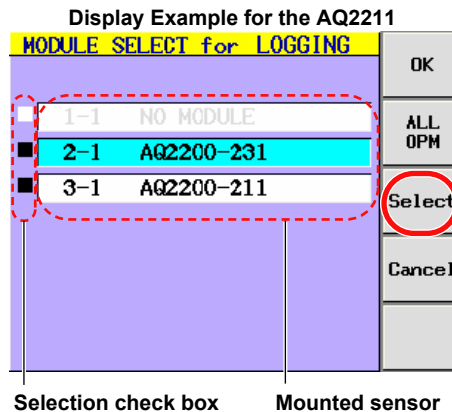 Display Example for the AQ2211
MODULE SELECT for LOGGING
OK
1-1 NO MODULE
ALL
OPM
2-1 AQ2200-231
3-1 AQ2200-211
Select
Cancel
Selection check box
Mounted sensor